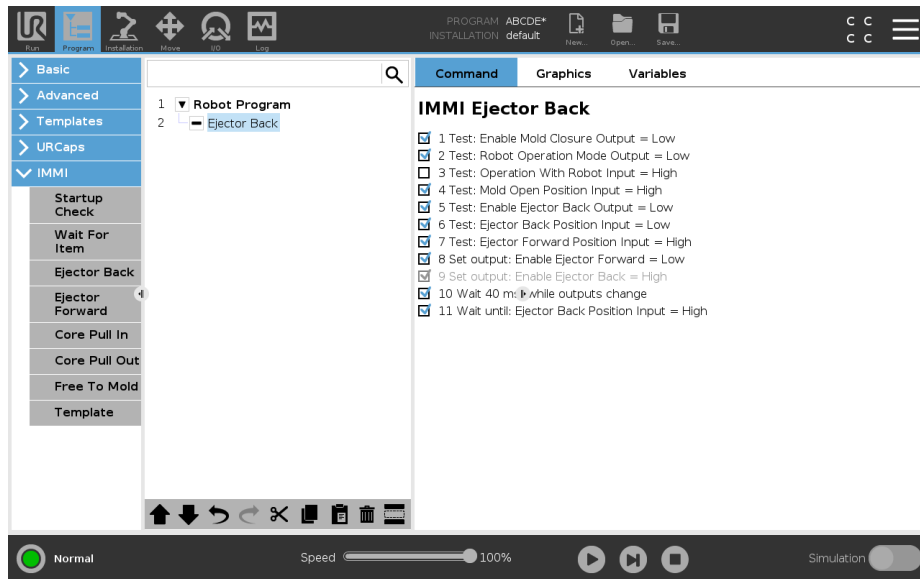 PROGRAM ABCDE*
INSTALLATION default
UR
Run
Program
Installation
Move
I/O
Log
New...
Open...
Save...
C C
C C
Basic
Advanced
Templates
URCaps
IMMI
Startup
Check
Wait For
Item
Ejector Back
Ejector
Forward
Core Pull In
Core Pull Out
Free To Mold
Template
1 Robot Program
2 Ejector Back
Command Graphics Variables
IMMI Ejector Back
1 Test: Enable Mold Closure Output = Low
2 Test: Robot Operation Mode Output = Low
3 Test: Operation With Robot Input = High
4 Test: Mold Open Position Input = High
5 Test: Enable Ejector Back Output = Low
6 Test: Ejector Back Position Input = Low
7 Test: Ejector Forward Position Input = High
8 Set output: Enable Ejector Forward = Low
9 Set output: Enable Ejector Back = High
10 Wait 40 ms while outputs change
11 Wait until: Ejector Back Position Input = High
Normal
Speed 100%
Simulation